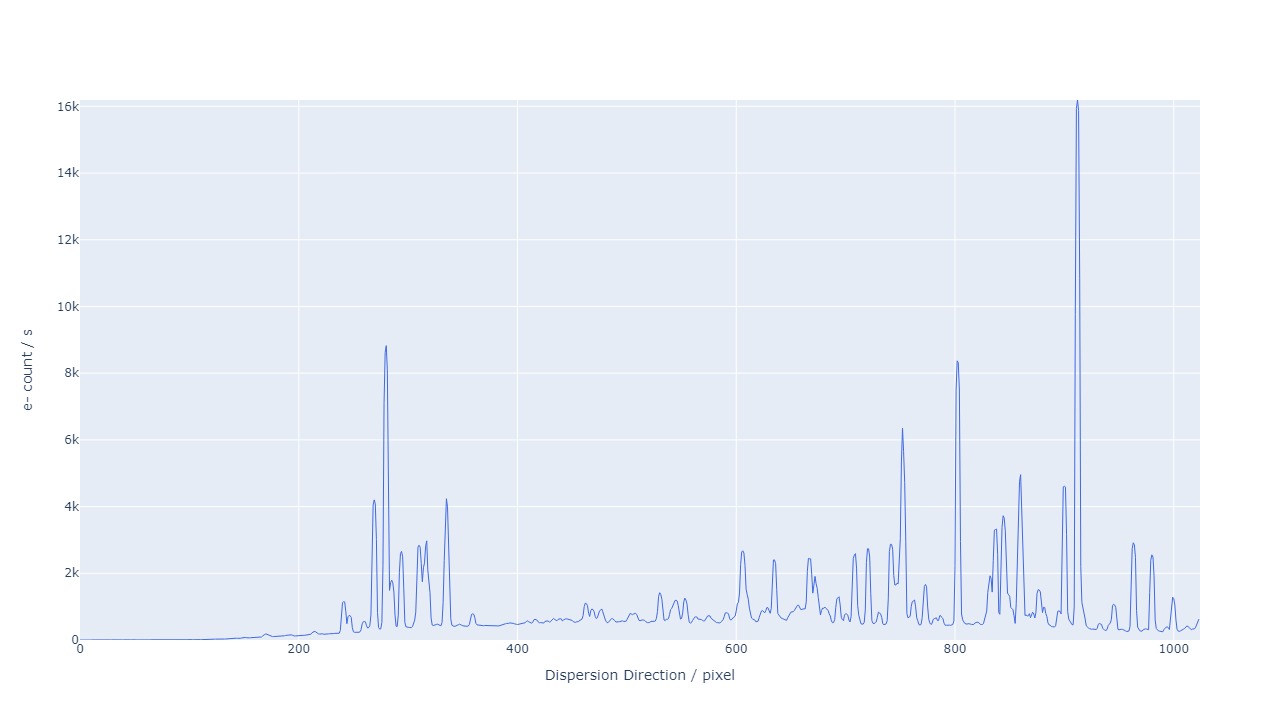 e- count / s
16k
14k
12k
10k
8k
6k
4k
2k
0
0 200 400 600 800 1000
Dispersion Direction / pixel